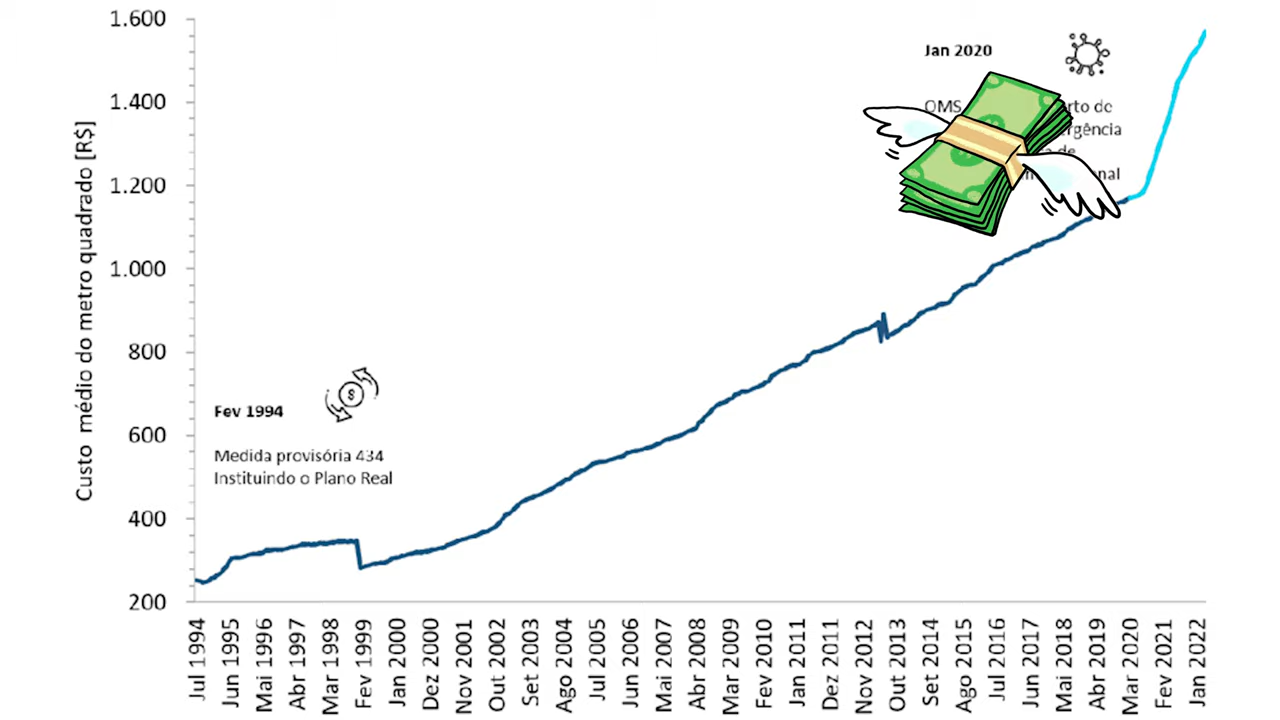 1.600
1.400
1.200
1.000
800
600
400
200
Custo médio do metro quadrado [R$]
Jan 2020
OMS
Fev 1994
Medida provisória 434
Instituindo o Plano Real
Jul 1994
Jun 1995
Mai 1996
Abr 1997
Mar 1998
Fev 1999
Jan 2000
Dez 2000
Nov 2001
Out 2002
Set 2003
Ago 2004
Jul 2005
Jun 2006
Mai 2007
Abr 2008
Mar 2009
Fev 2010
Jan 2011
Dez 2011
Nov 2012
Out 2013
Set 2014
Ago 2015
Jul 2016
Jun 2017
Mai 2018
Abr 2019
Mar 2020
Fev 2021
Jan 2022